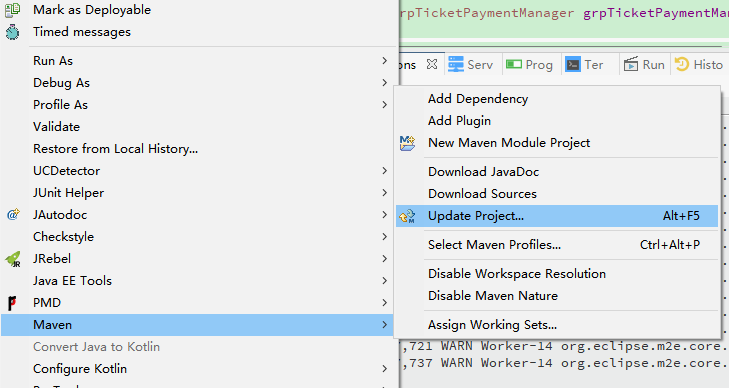 Mark as Deployable
Timed messages
Run As
Debug As
Profile As
Validate
Restore from Local History...
UCDetector
JUnit Helper
JAutodoc
Checkstyle
JRebel
Java EE Tools
PMD
Maven
Convert Java to Kotlin
Configure Kotlin
grpTicketPaymentManager grpTicketPaymentMa
ons Serv Prog Ter Run Histo
Add Dependency
Add Plugin
New Maven Module Project
Download JavaDoc
Download Sources
Update Project... Alt+F5
Select Maven Profiles... Ctrl+Alt+P
Disable Workspace Resolution
Disable Maven Nature
Assign Working Sets...
,721 WARN Worker-14 org.eclipse.m2e.core.
,737 WARN Worker-14 org.eclipse.m2e.core.